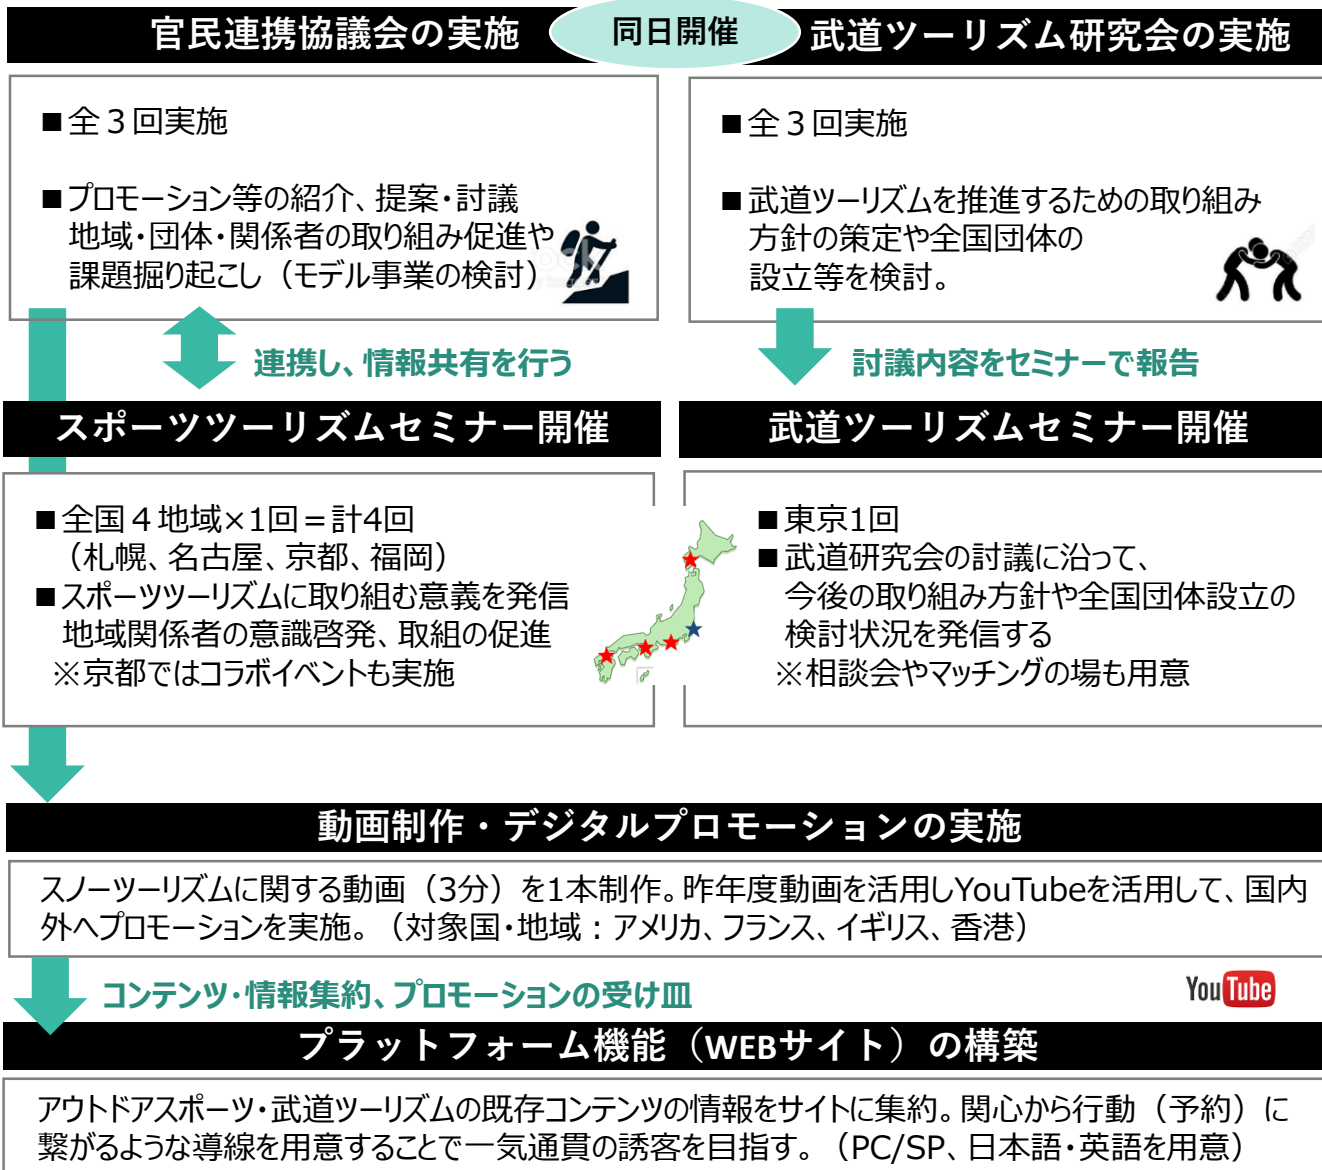 官民連携協議会の実施
同日開催
武道ツーリズム研究会の実施
■全３回実施
■プロモーション等の紹介、提案・討議
地域・団体・関係者の取り組み促進や
課題掘り起こし（モデル事業の検討）
■全３回実施
■武道ツーリズムを推進するための取り組み
方針の策定や全国団体の
設立等を検討。
連携し、情報共有を行う
討議内容をセミナーで報告
スポーツツーリズムセミナー開催
武道ツーリズムセミナー開催
■全国４地域×1回＝計4回
（札幌、名古屋、京都、福岡）
■スポーツツーリズムに取り組む意義を発信
地域関係者の意識啓発、取組の促進
※京都ではコラボイベントも実施
■東京1回
■武道研究会の討議に沿って、
今後の取り組み方針や全国団体設立の
検討状況を発信する
※相談会やマッチングの場も用意
動画制作・デジタルプロモーションの実施
スノーツーリズムに関する動画（3分）を1本制作。昨年度動画を活用しYouTubeを活用して、国内
外へプロモーションを実施。（対象国・地域：アメリカ、フランス、イギリス、香港）
コンテンツ・情報集約、プロモーションの受け皿
YouTube
プラットフォーム機能（WEBサイト）の構築
アウトドアスポーツ・武道ツーリズムの既存コンテンツの情報をサイトに集約。関心から行動（予約）に
繋がるような導線を用意することで一気通貫の誘客を目指す。（PC/SP、日本語・英語を用意）